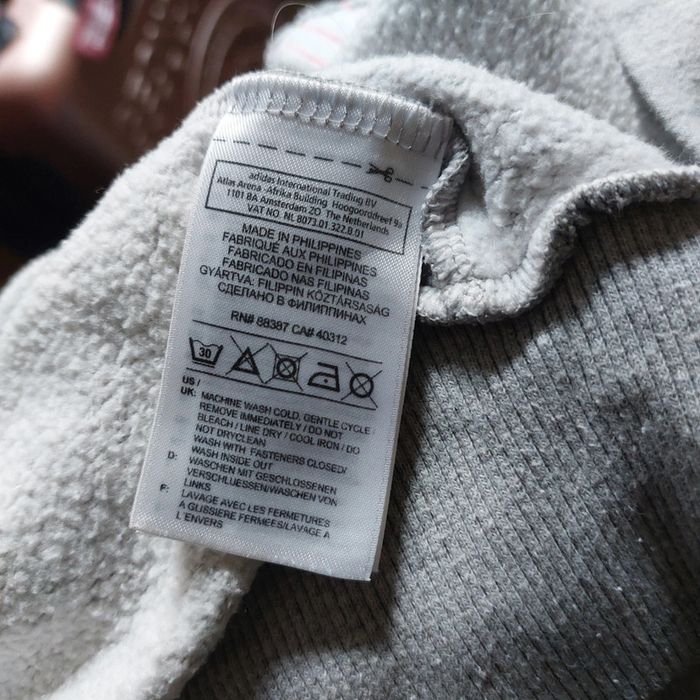 adidas International Trading BV
Atlas Arena -Afrika Building Hoogoorddreef 9a
1101 BA Amsterdam ZO The Netherlands
VAT NO. NL 8073.01.322.B.01
MADE IN PHILIPPINES
FABRIQUÉ AUX PHILIPPINES
FABRICADO EN FILIPINAS
FABRICADO NAS FILIPINAS
GYÁRTVA: FILIPPIN KÖZTÁRSASÁG
СДЕЛАНО В ФИЛИППИНАХ
RN# 88387 CA# 40312
30
US /
UK: MACHINE WASH COLD, GENTLE CYCLE
REMOVE IMMEDIATELY / DO NOT
BLEACH / LINE DRY / COOL IRON / DO
NOT DRYCLEAN
WASH WITH FASTENERS CLOSED/
WASH INSIDE OUT
D: WASCHEN MIT GESCHLOSSENEN
VERSCHLUESSEN/WASCHEN VON
LINKS
F: LAVAGE AVEC LES FERMETURES
A GLISSIERE FERMEES/LAVAGE A
L'ENVERS